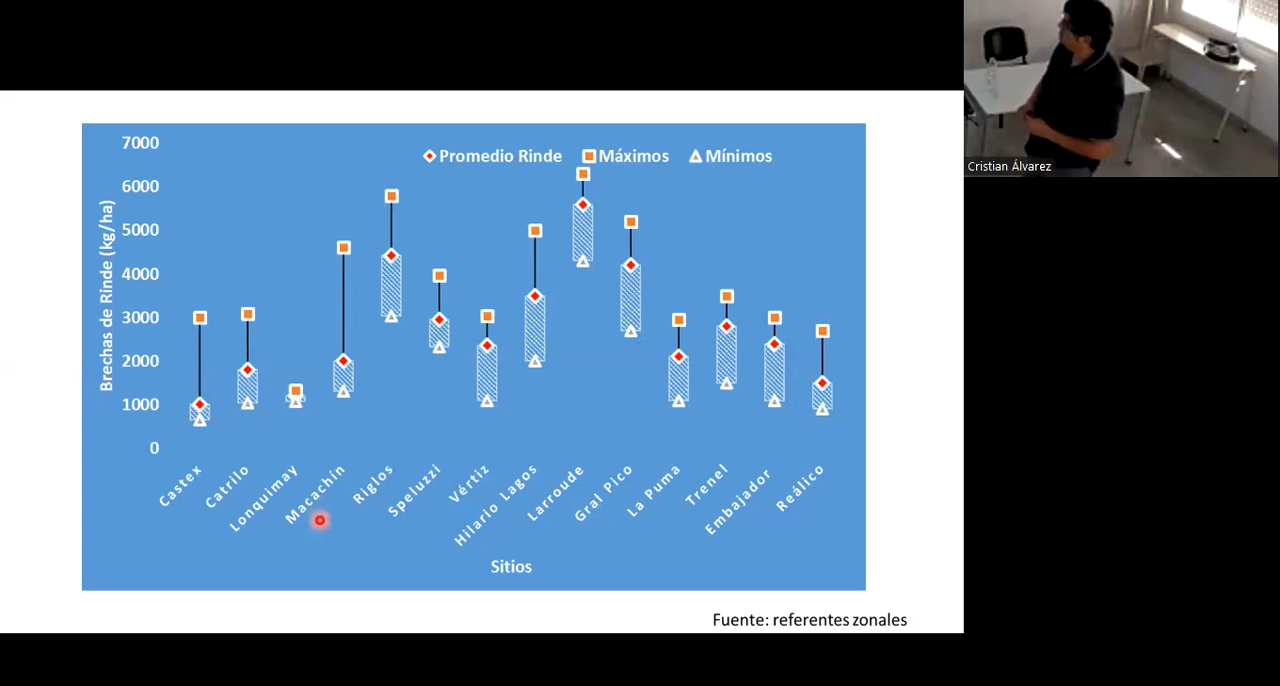 Cristian Álvarez
Promedio Rinde
Máximos
Mínimos
Brechas de Rinde (kg/ha)
7000
6000
5000
4000
3000
2000
1000
0
Castex
Catrilo
Lonquimay
Macachín
Riglos
Speluzzi
Vértiz
Hilario Lagos
Larroude
Gral Pico
La Puma
Trenel
Embajador
Reálico
Sitios
Fuente: referentes zonales